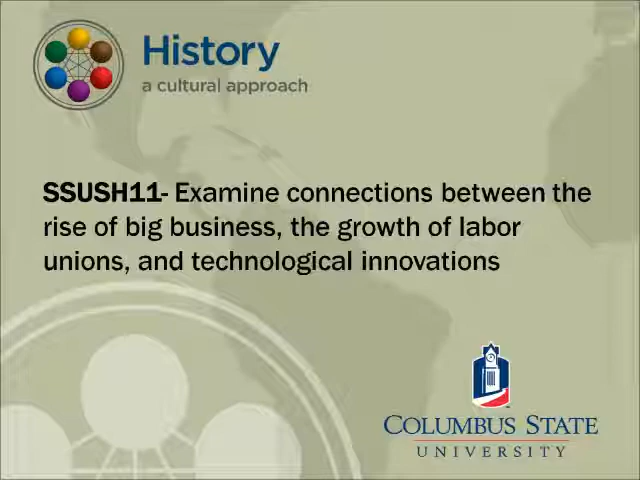 History
a cultural approach
SSUSH11- Examine connections between the
rise of big business, the growth of labor
unions, and technological innovations
COLUMBUS STATE
UNIVERSITY